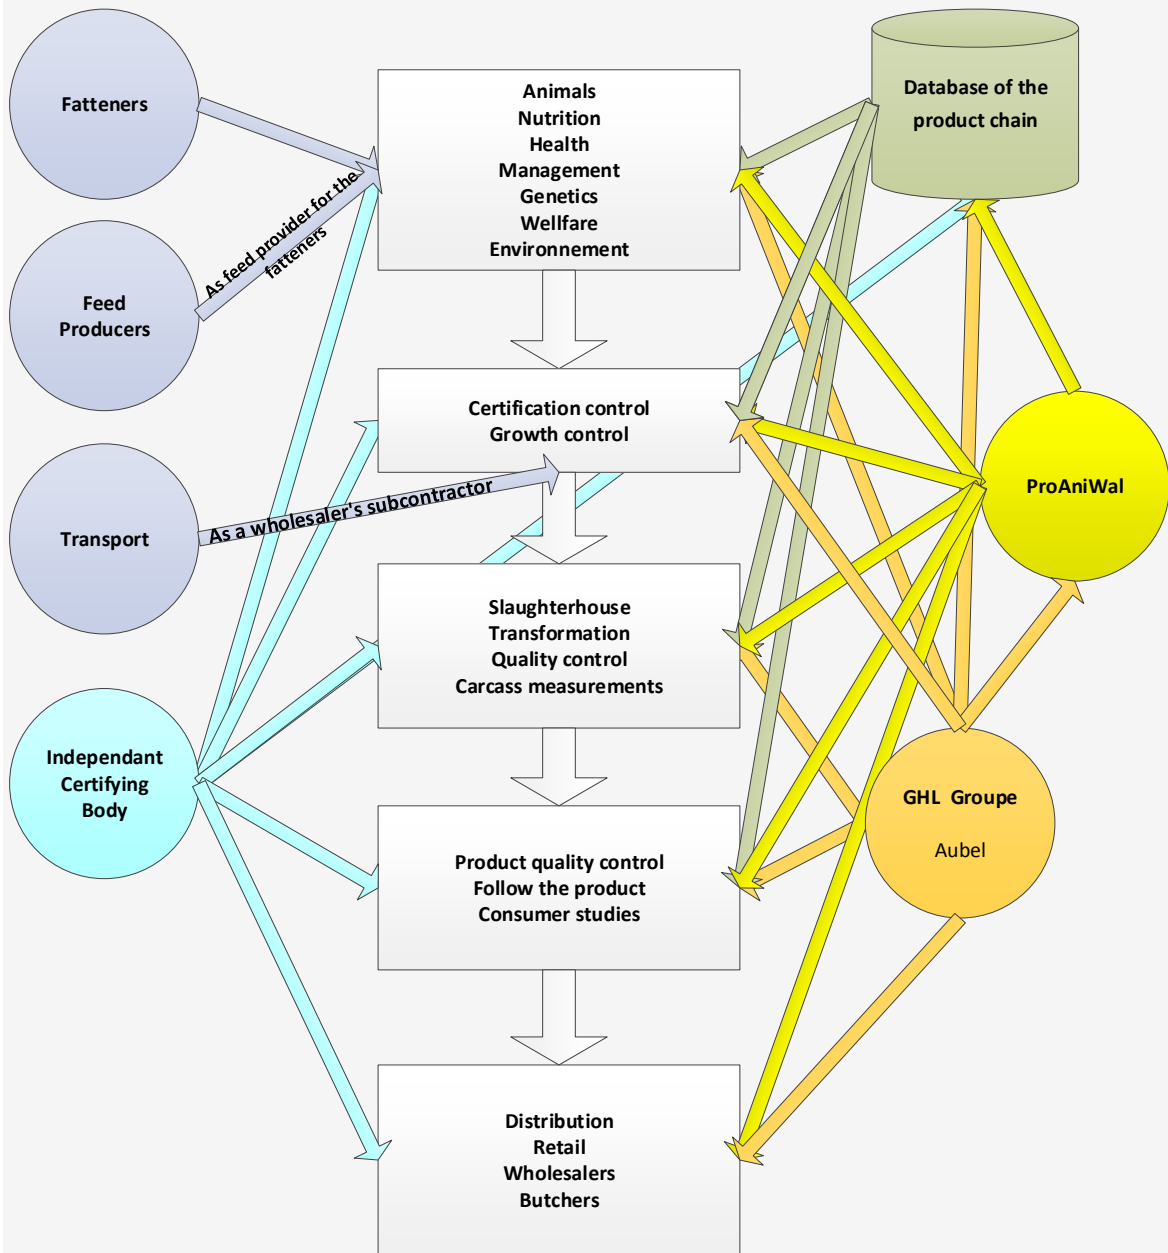 Fatteners
Feed
Producers
Transport
Independant
Certifying
Body
As feed provider for the
fatteners
As a wholesaler's subcontractor
Animals
Nutrition
Health
Management
Genetics
Wellfare
Environnement
Certification control
Growth control
Slaughterhouse
Transformation
Quality control
Carcass measurements
Product quality control
Follow the product
Consumer studies
Distribution
Retail
Wholesalers
Butchers
Database of the
product chain
ProAniWal
GHL Groupe
Aubel